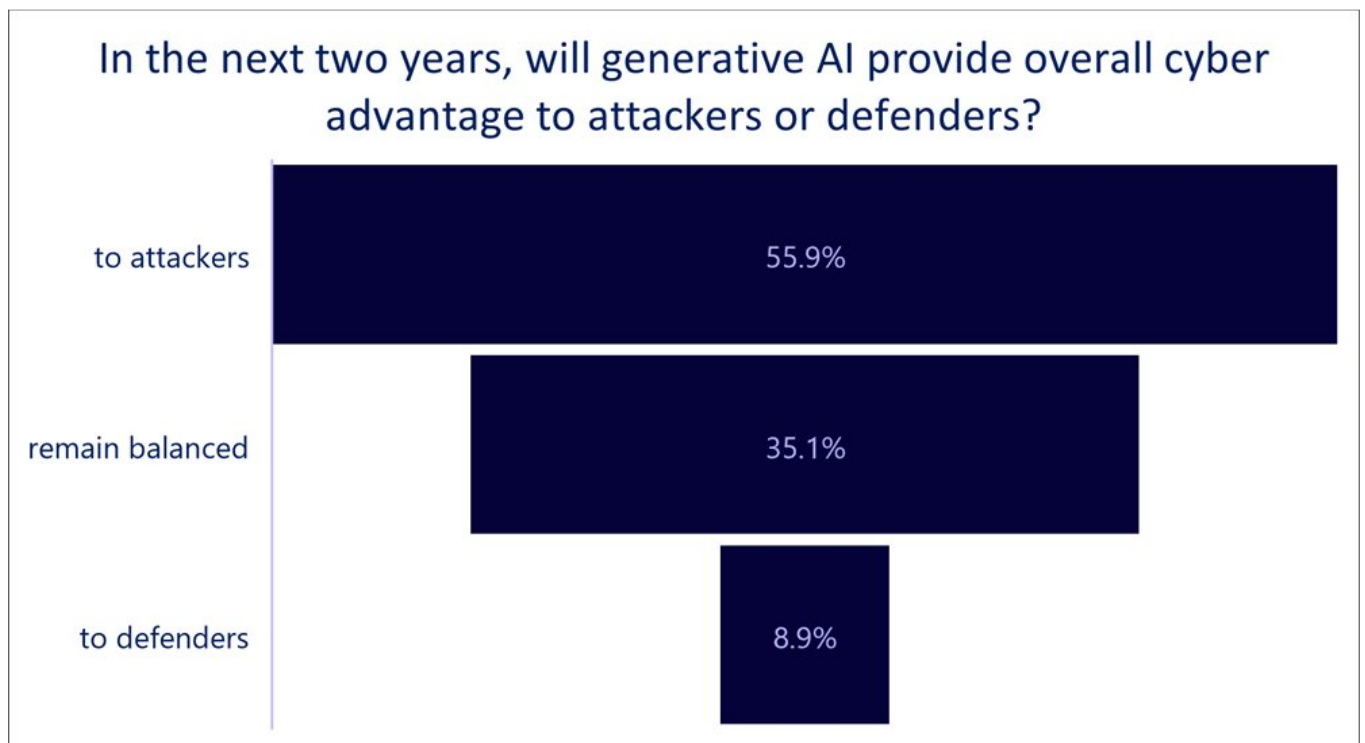 In the next two years, will generative AI provide overall cyber
advantage to attackers or defenders?
to attackers
55.9%
remain balanced
35.1%
to defenders
8.9%